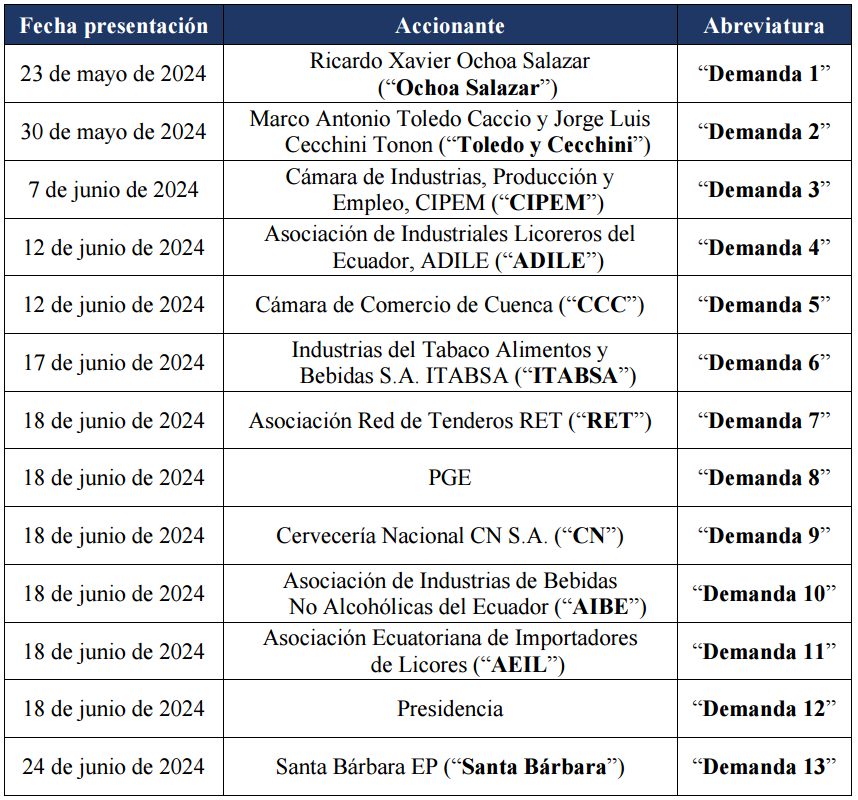 Fecha presentación Accionante Abreviatura
23 de mayo de 2024 Ricardo Xavier Ochoa Salazar
(“Ochoa Salazar”) “Demanda 1”
30 de mayo de 2024 Marco Antonio Toledo Caccio y Jorge Luis
Cecchini Tonon (“Toledo y Cecchini”) “Demanda 2”
7 de junio de 2024 Cámara de Industrias, Producción y
Empleo, CIPEM (“CIPEM”) “Demanda 3”
12 de junio de 2024 Asociación de Industriales Licoreros del
Ecuador, ADILE (“ADILE”) “Demanda 4”
12 de junio de 2024 Cámara de Comercio de Cuenca (“CCC”) “Demanda 5”
17 de junio de 2024 Industrias del Tabaco Alimentos y
Bebidas S.A. ITABSA (“ITABSA”) “Demanda 6”
18 de junio de 2024 Asociación Red de Tenderos RET (“RET”) “Demanda 7”
18 de junio de 2024 PGE “Demanda 8”
18 de junio de 2024 Cervecería Nacional CN S.A. (“CN”) “Demanda 9”
18 de junio de 2024 Asociación de Industrias de Bebidas
No Alcohólicas del Ecuador (“AIBE”) “Demanda 10”
18 de junio de 2024 Asociación Ecuatoriana de Importadores
de Licores (“AEIL”) “Demanda 11”
18 de junio de 2024 Presidencia “Demanda 12”
24 de junio de 2024 Santa Bárbara EP (“Santa Bárbara”) “Demanda 13”